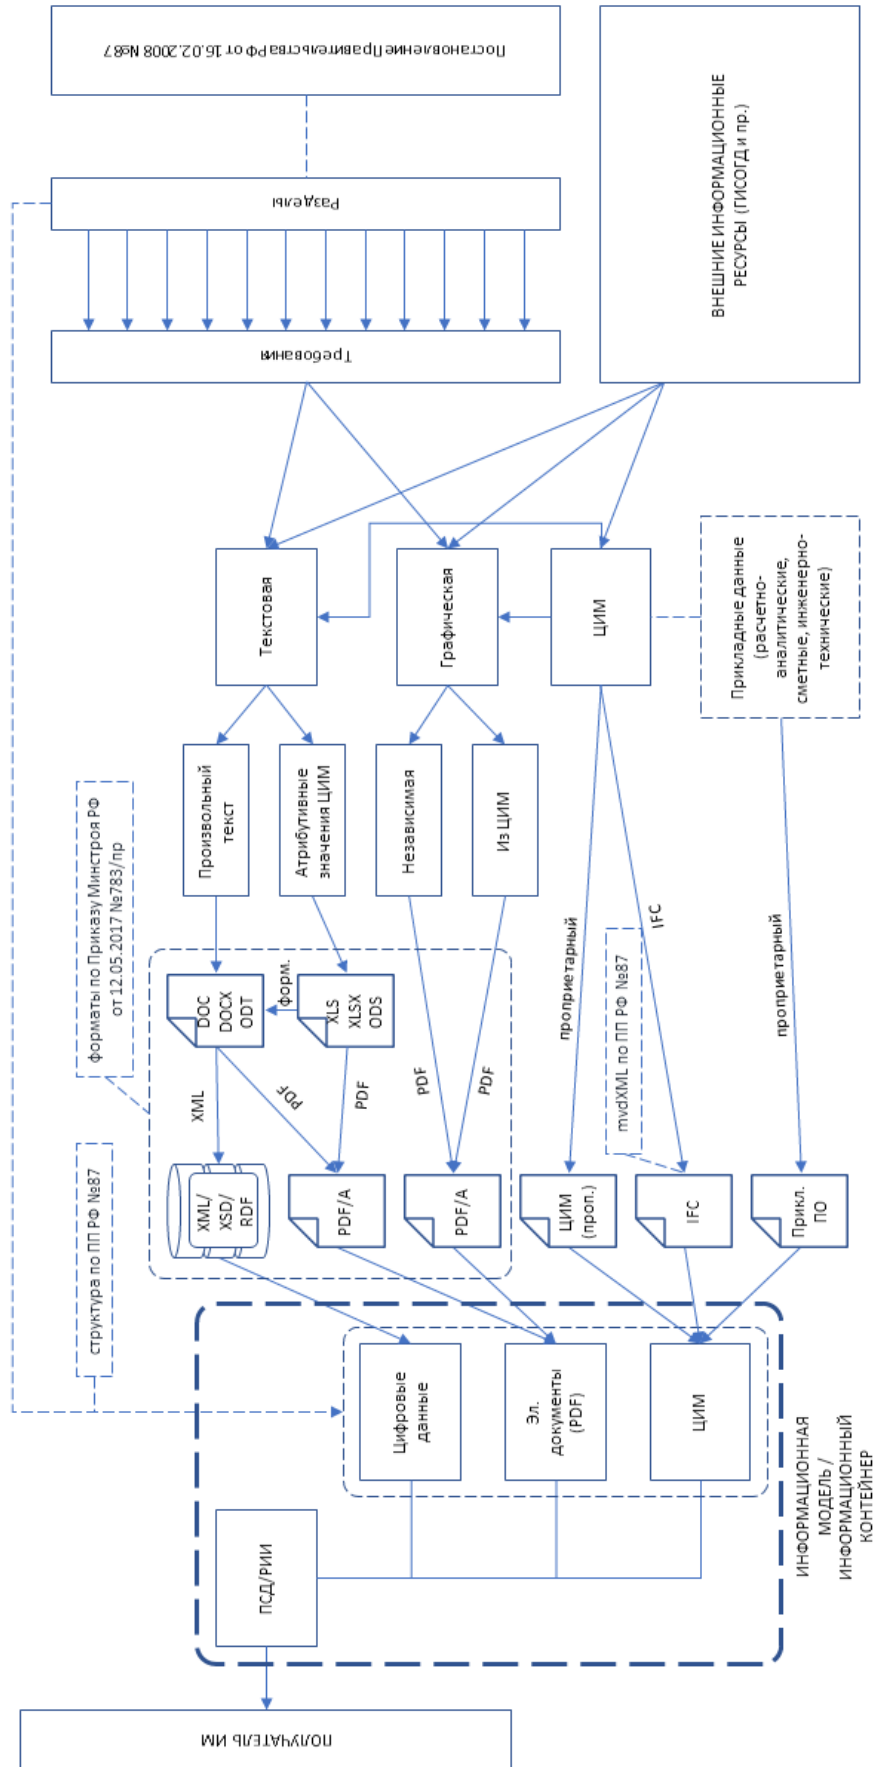 Постановление Правительства РФ от 16.02.2008 №87
ВНЕШНИЕ ИНФОРМАЦИОННЫЕ
РЕСУРСЫ (ГИСОГД и пр.)
Разделы
Требования
Текстовая
Графическая
ЦИМ
Прикладные данные
(расчетно-
аналитические,
сметные, инженерно-
технические)
Произвольный
текст
Атрибутивные
значения ЦИМ
Независимая
Из ЦИМ
форматы по Приказу Минстроя РФ
от 12.05.2017 №783/пр
DOC
DOCX
ODT
форм.
XLS
XLSX
ODS
проприетарный
IFC
mvdXML по ПП РФ №87
проприетарный
XML
PDF
PDF
PDF
PDF
структура по ПП РФ №87
XML/
XSD/
RDF
PDF/A
PDF/A
ЦИМ
(проп.)
IFC
Прикл.
ПО
Цифровые
данные
Эл.
документы
(PDF)
ЦИМ
ПСД/РИИ
ИНФОРМАЦИОННАЯ
МОДЕЛЬ /
ИНФОРМАЦИОННЫЙ
КОНТЕЙНЕР
ПОЛУЧАТЕЛЬ ИМ